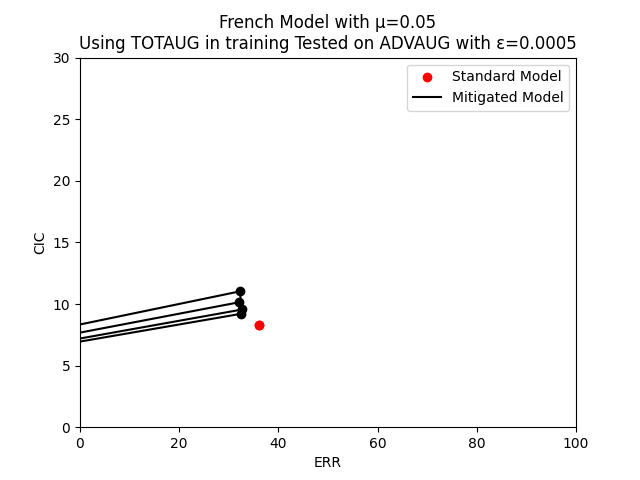 French Model with μ=0.05
Using TOTAUG in training Tested on ADVAUG with ε=0.0005
30
25
20
15
10
5
0
CIC
Standard Model
Mitigated Model
0 20 40 60 80 100
ERR